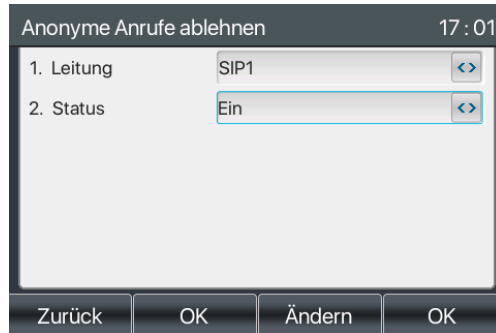 Anonyme Anrufe ablehnen 17:01
1. Leitung SIP1
2. Status Ein
Zurück OK Ändern OK